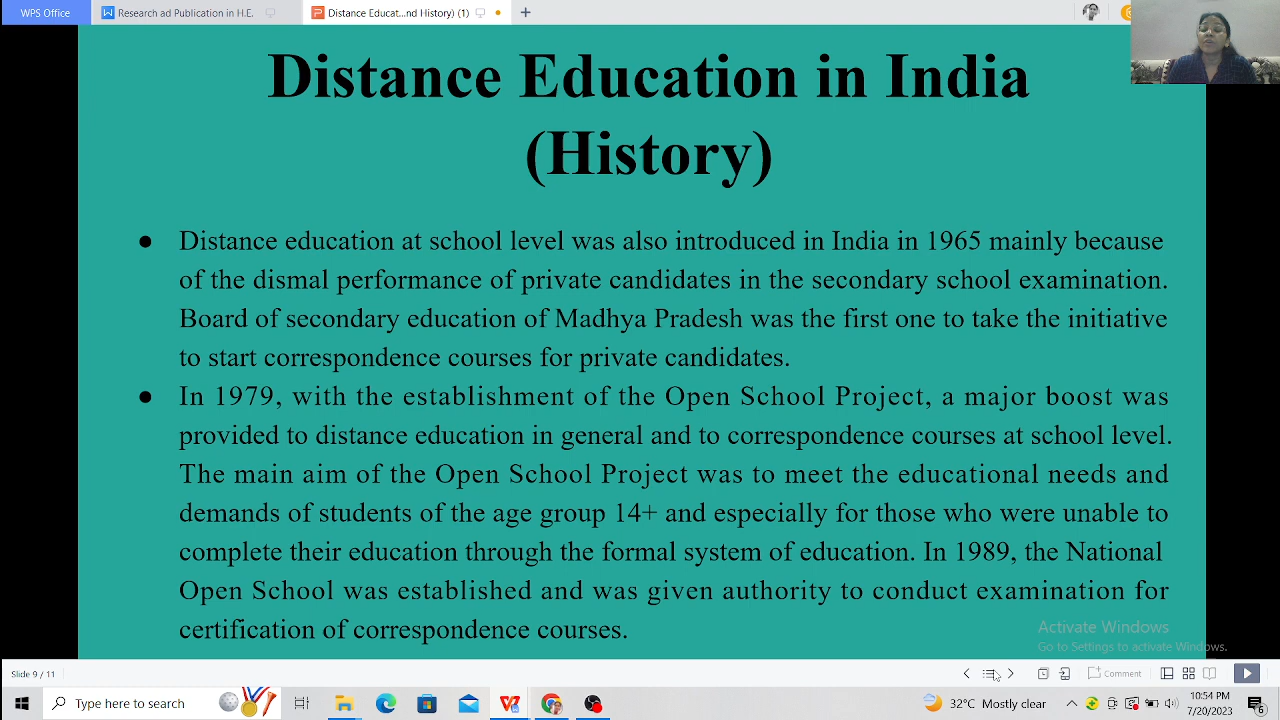 WPS Office
Research ad Publication in H.E.
Distance Educat...nd History) (1)
Distance Education in India
(History)
● Distance education at school level was also introduced in India in 1965 mainly because
of the dismal performance of private candidates in the secondary school examination.
Board of secondary education of Madhya Pradesh was the first one to take the initiative
to start correspondence courses for private candidates.
● In 1979, with the establishment of the Open School Project, a major boost was
provided to distance education in general and to correspondence courses at school level.
The main aim of the Open School Project was to meet the educational needs and
demands of students of the age group 14+ and especially for those who were unable to
complete their education through the formal system of education. In 1989, the National
Open School was established and was given authority to conduct examination for
certification of correspondence courses.
Activate Windows
Go to Settings to activate Windows.
Slide 9 / 11
Comment
Type here to search
32°C Mostly clear
10:54 PM
7/20/2023
6